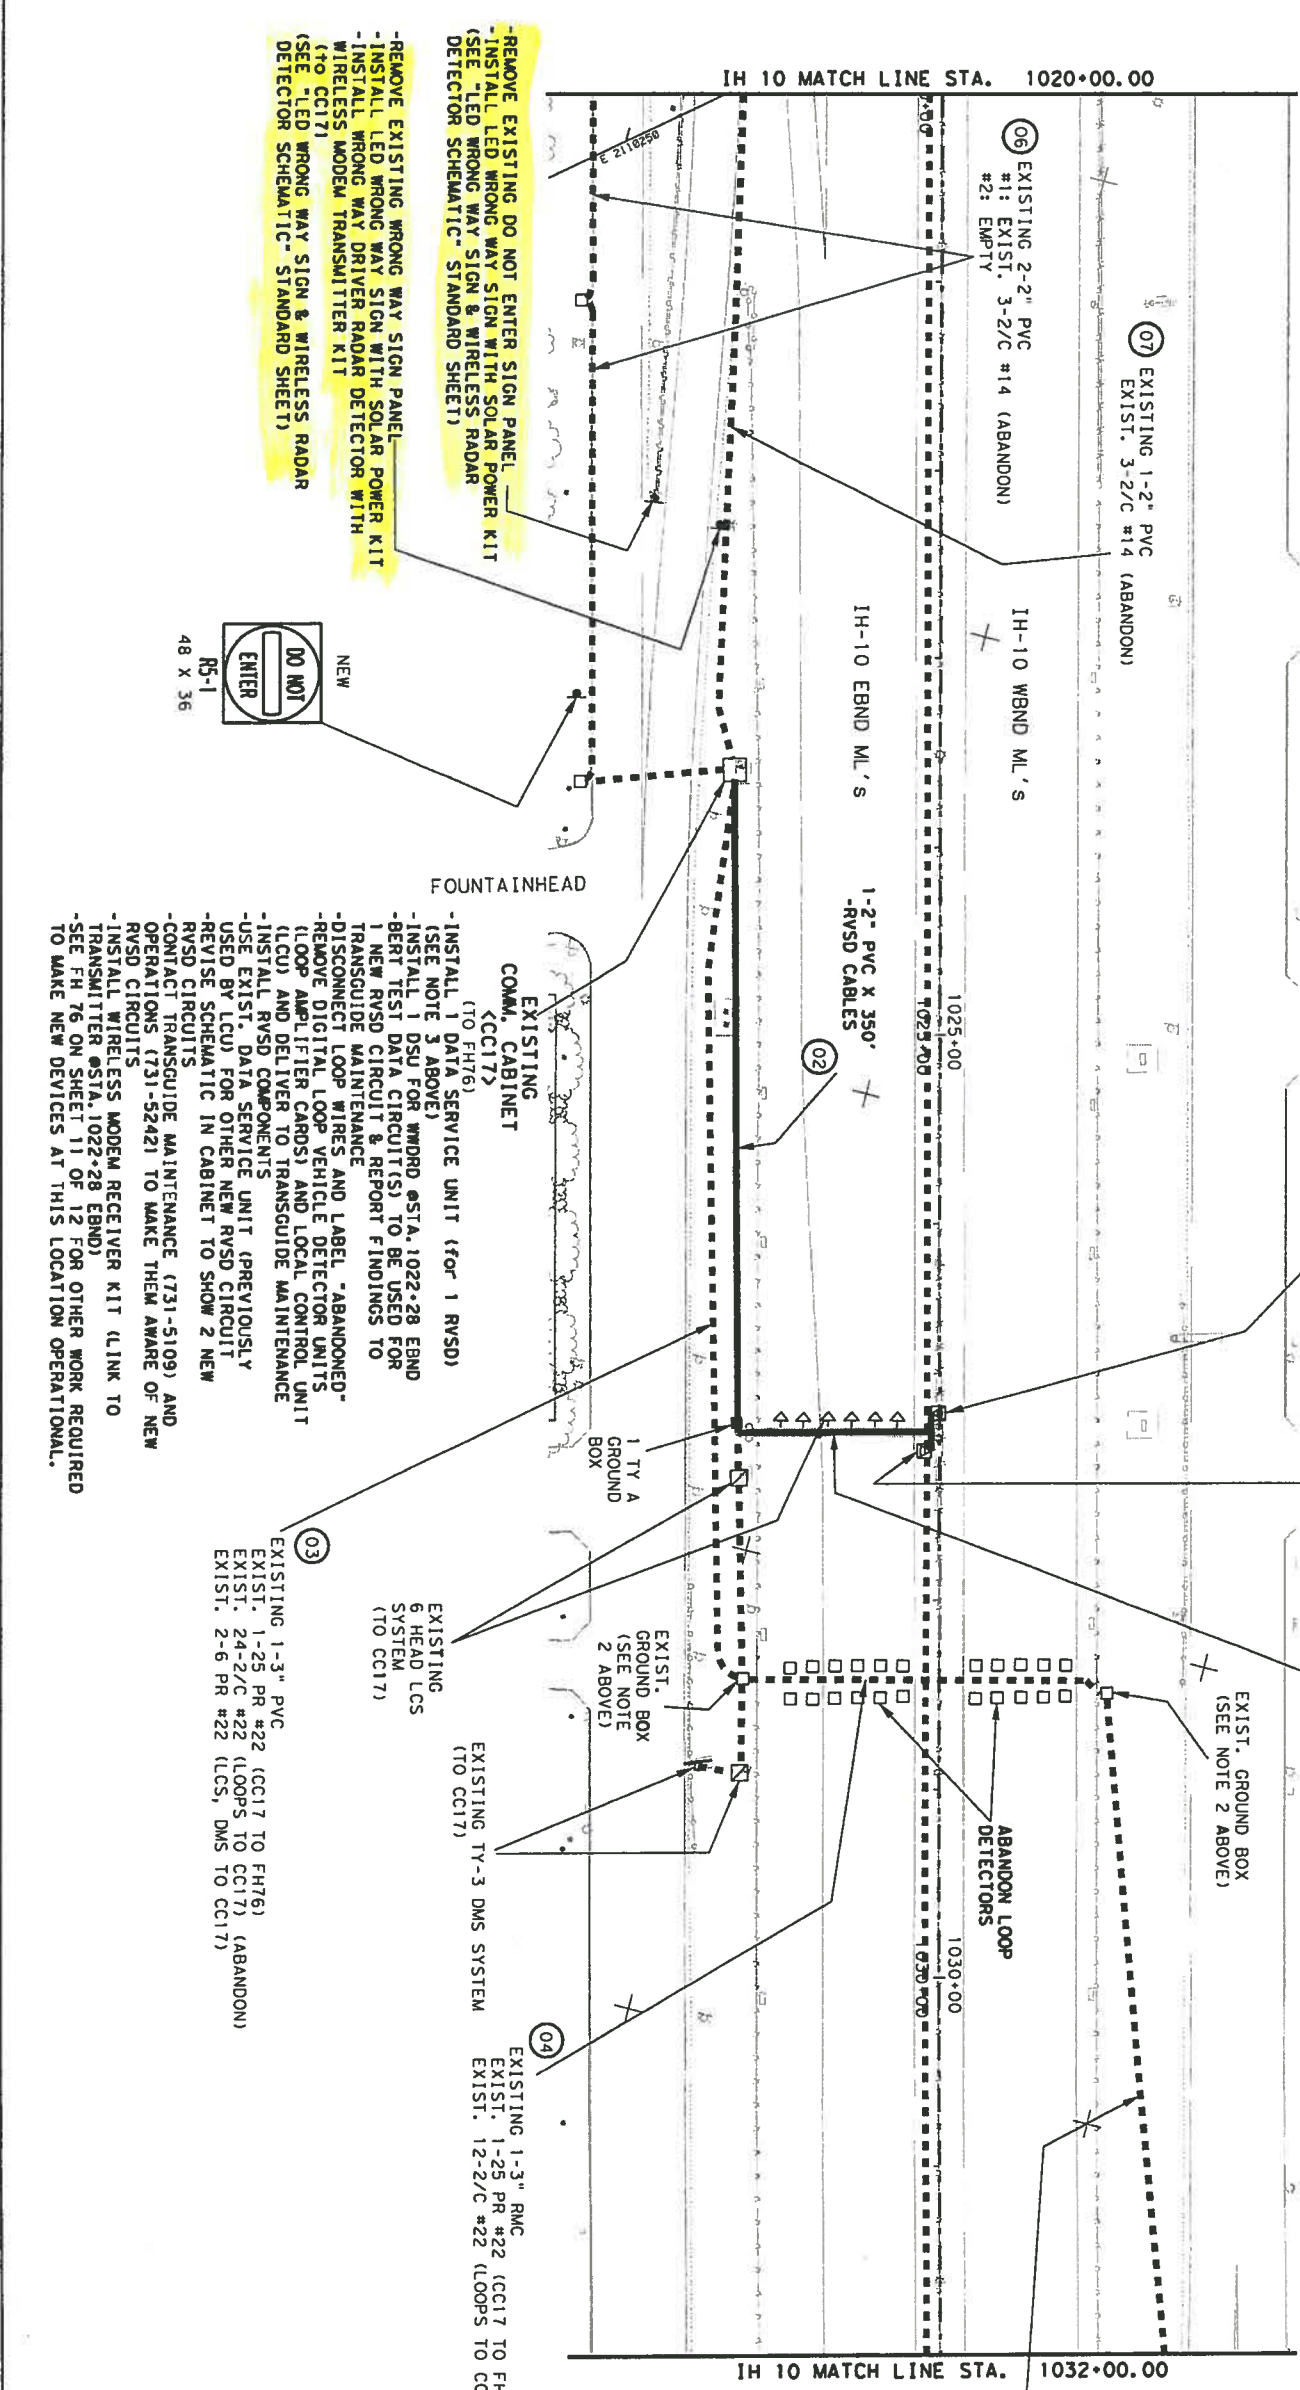 IH 10 MATCH LINE STA. 1020+00.00
-REMOVE EXISTING DO NOT ENTER SIGN PANEL
-INSTALL LED WRONG WAY SIGN WITH SOLAR POWER KIT
(SEE "LED WRONG WAY SIGN & WIRELESS RADAR
DETECTOR SCHEMATIC" STANDARD SHEET)
-REMOVE EXISTING WRONG WAY SIGN PANEL
-INSTALL LED WRONG WAY SIGN WITH SOLAR POWER KIT
-INSTALL WRONG WAY DRIVER RADAR DETECTOR WITH
WIRELESS MODEM TRANSMITTER KIT
(to CC17)
(SEE "LED WRONG WAY SIGN & WIRELESS RADAR
DETECTOR SCHEMATIC" STANDARD SHEET)
E 2110250
06
EXISTING 2-2" PVC
#1: EXIST. 3-2/C #14 (ABANDON)
#2: EMPTY
07
EXISTING 1-2" PVC
EXIST. 3-2/C #14 (ABANDON)
IH-10 WBND ML's
IH-10 EBND ML's
NEW
DO NOT
ENTER
R5-1
48 X 36
FOUNTAINHEAD
1-2" PVC X 350'
-RVSD CABLES
02
1025+00
1025+00
EXISTING
COMM. CABINET
<CC17>
(TO FH76)
-INSTALL 1 DATA SERVICE UNIT (for 1 RVSD)
(SEE NOTE 3 ABOVE)
-INSTALL 1 DSU FOR WWDRD @STA.1022+28 EBND
-BERT TEST DATA CIRCUIT(S) TO BE USED FOR
1 NEW RVSD CIRCUIT & REPORT FINDINGS TO
TRANSGUIDE MAINTENANCE
-DISCONNECT LOOP WIRES AND LABEL "ABANDONED"
-REMOVE DIGITAL LOOP VEHICLE DETECTOR UNITS
(LOOP AMPLIFIER CARDS) AND LOCAL CONTROL UNIT
(LCU) AND DELIVER TO TRANSGUIDE MAINTENANCE
-INSTALL RVSD COMPONENTS
-USE EXIST. DATA SERVICE UNIT (PREVIOUSLY
USED BY LCU) FOR OTHER NEW RVSD CIRCUIT
-REVISE SCHEMATIC IN CABINET TO SHOW 2 NEW
RVSD CIRCUITS
-CONTACT TRANSGUIDE MAINTENANCE (731-5109) AND
OPERATIONS (731-5242) TO MAKE THEM AWARE OF NEW
RVSD CIRCUITS
-INSTALL WIRELESS MODEM RECEIVER KIT (LINK TO
TRANSMITTER @STA.1022+28 EBND)
-SEE FH 76 ON SHEET 11 OF 12 FOR OTHER WORK REQUIRED
TO MAKE NEW DEVICES AT THIS LOCATION OPERATIONAL.
1 TY A
GROUND
BOX
03
EXISTING 1-3" PVC
EXIST. 1-25 PR #22 (CC17 TO FH76)
EXIST. 24-2/C #22 (LOOPS TO CC17) (ABANDON)
EXIST. 2-6 PR #22 (LCS, DMS TO CC17)
EXISTING
6 HEAD LCS
SYSTEM
(TO CC17)
EXIST.
GROUND BOX
(SEE NOTE
2 ABOVE)
EXIST. GROUND BOX
(SEE NOTE 2 ABOVE)
EXISTING TY-3 DMS SYSTEM
(TO CC17)
ABANDON LOOP
DETECTORS
1030+00
1030+00
04
EXISTING 1-3" RMC
EXIST. 1-25 PR #22 (CC17 TO FH
EXIST. 12-2/C #22 (LOOPS TO CC
IH 10 MATCH LINE STA. 1032+00.00